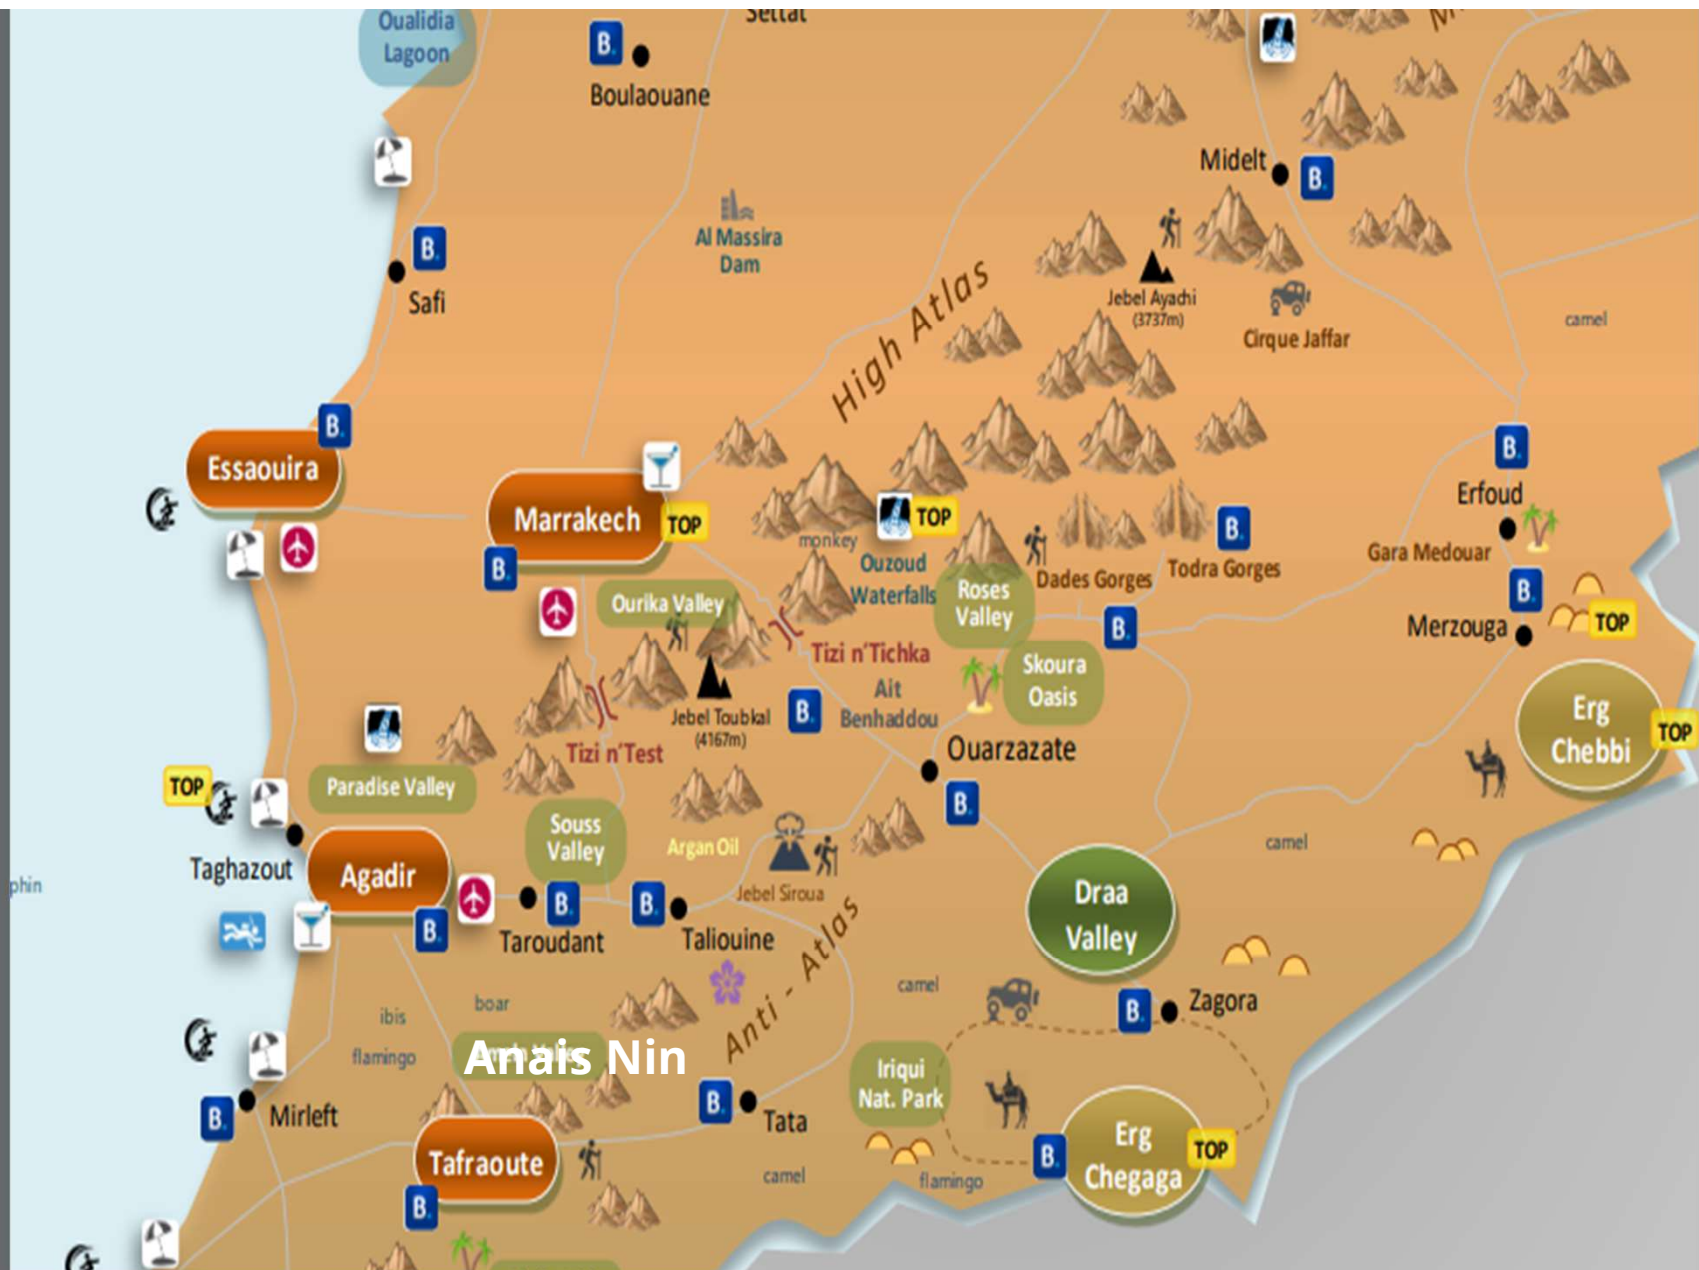 Oualidia
Lagoon
Settat
B.
Boulaouane
Midelt
B.
B.
Safi
Al Massira
Dam
High Atlas
Jebel Ayachi
(3737m)
Cirque Jaffar
camel
B.
Essaouira
Marrakech
TOP
B.
monkey
TOP
Ouzoud
Waterfalls
Roses
Valley
Dades Gorges
Todra Gorges
B.
B.
Erfoud
Gara Medouar
B.
Merzouga
TOP
Ourika Valley
Tizi n'Tichka
B.
Skoura
Oasis
Ait
Benhaddou
B.
Jebel Toubkal
(4167m)
Tizi n'Test
Ouarzazate
B.
Erg
Chebbi
TOP
Paradise Valley
TOP
Taghazout
Agadir
B.
Souss
Valley
Argan Oil
Jebel Siroua
B.
Taroudant
B.
Taliouine
Anti - Atlas
camel
Draa
Valley
phin
ibis
boar
flamingo
camel
B.
Zagora
Anais Nin
B.
Mirleft
B.
Tata
Iriqui
Nat. Park
Tafraoute
B.
camel
flamingo
B.
Erg
Chegaga
TOP